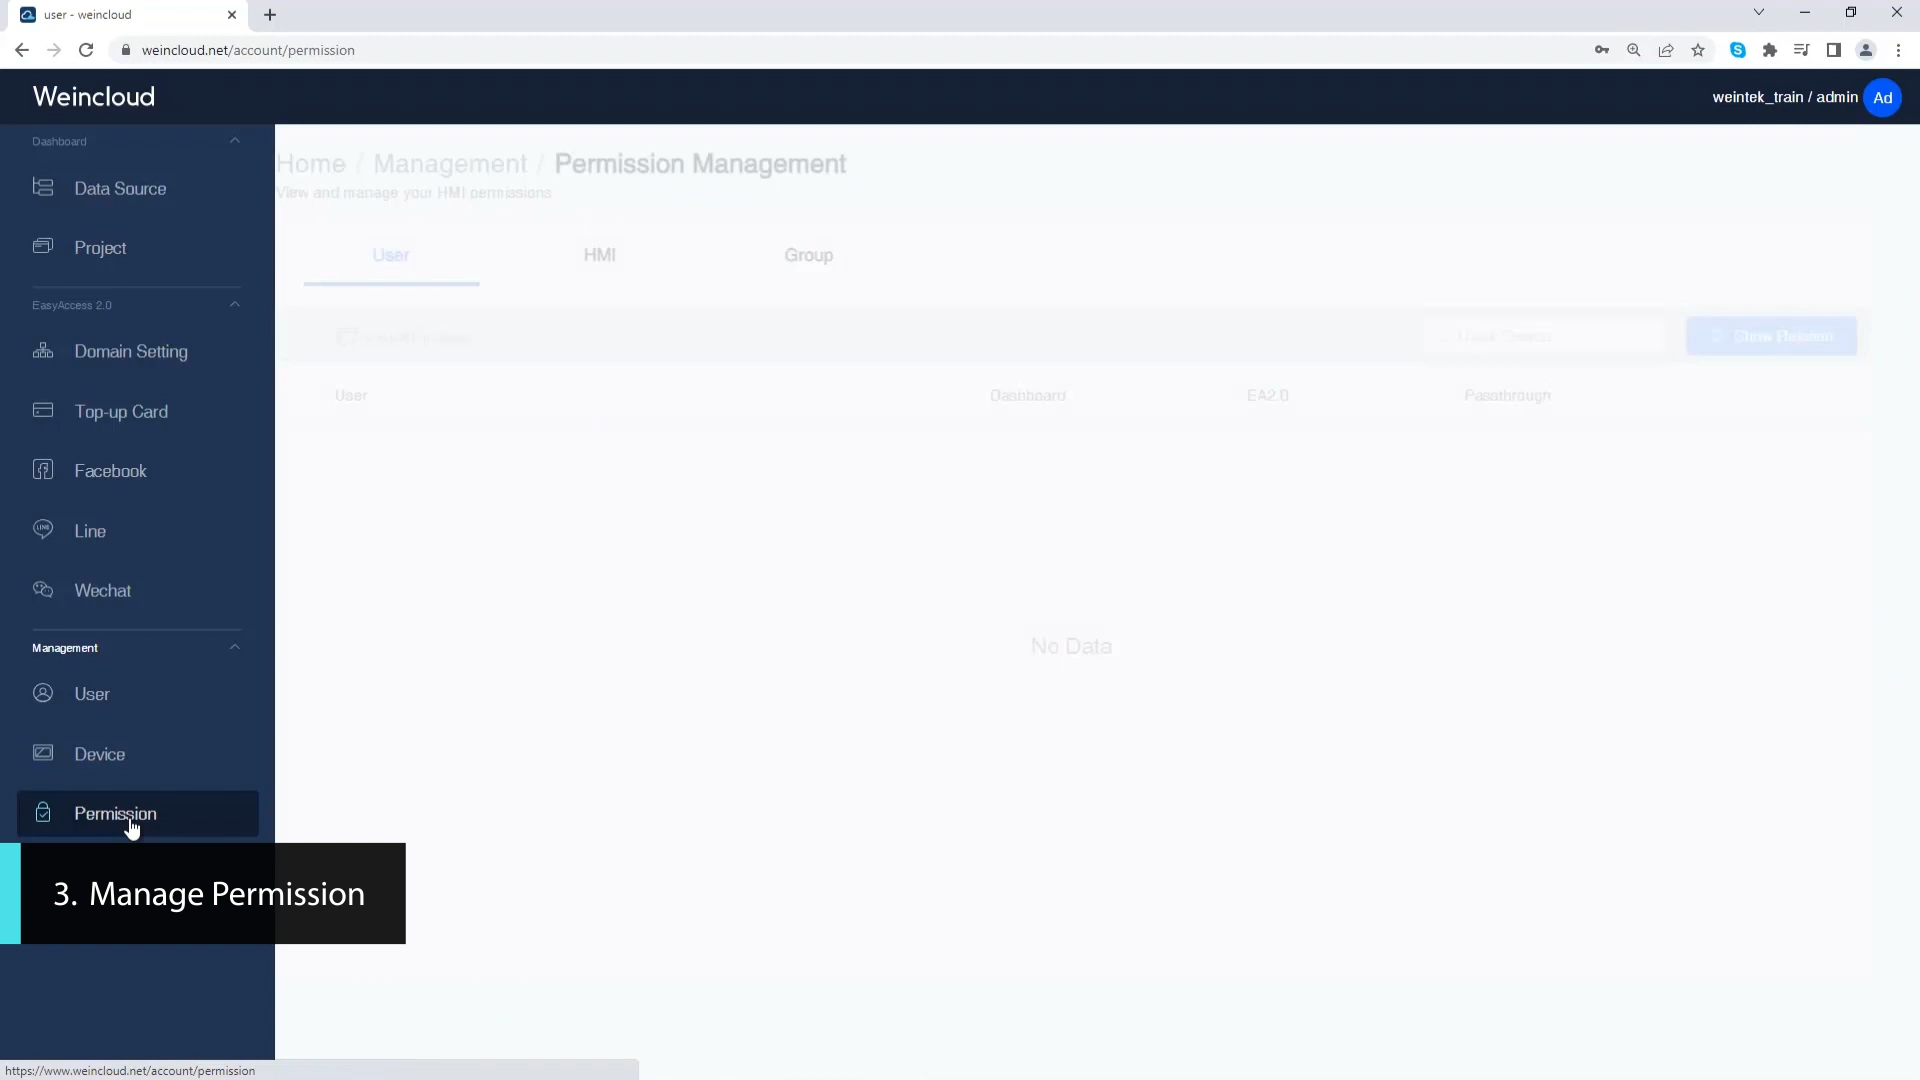 user - weincloud
weincloud.net/account/permission
Weincloud
weintek_train / admin
Ad
Dashboard
Data Source
Project
EasyAccess 2.0
Domain Setting
Top-up Card
Facebook
Line
LINE
Wechat
Management
User
Device
Permission
3. Manage Permission
Home / Management / Permission Management
View and manage your HMI permissions
User
HMI
Group
User
Dashboard
EA2.0
Passthrough
No Data
https://www.weincloud.net/account/permission